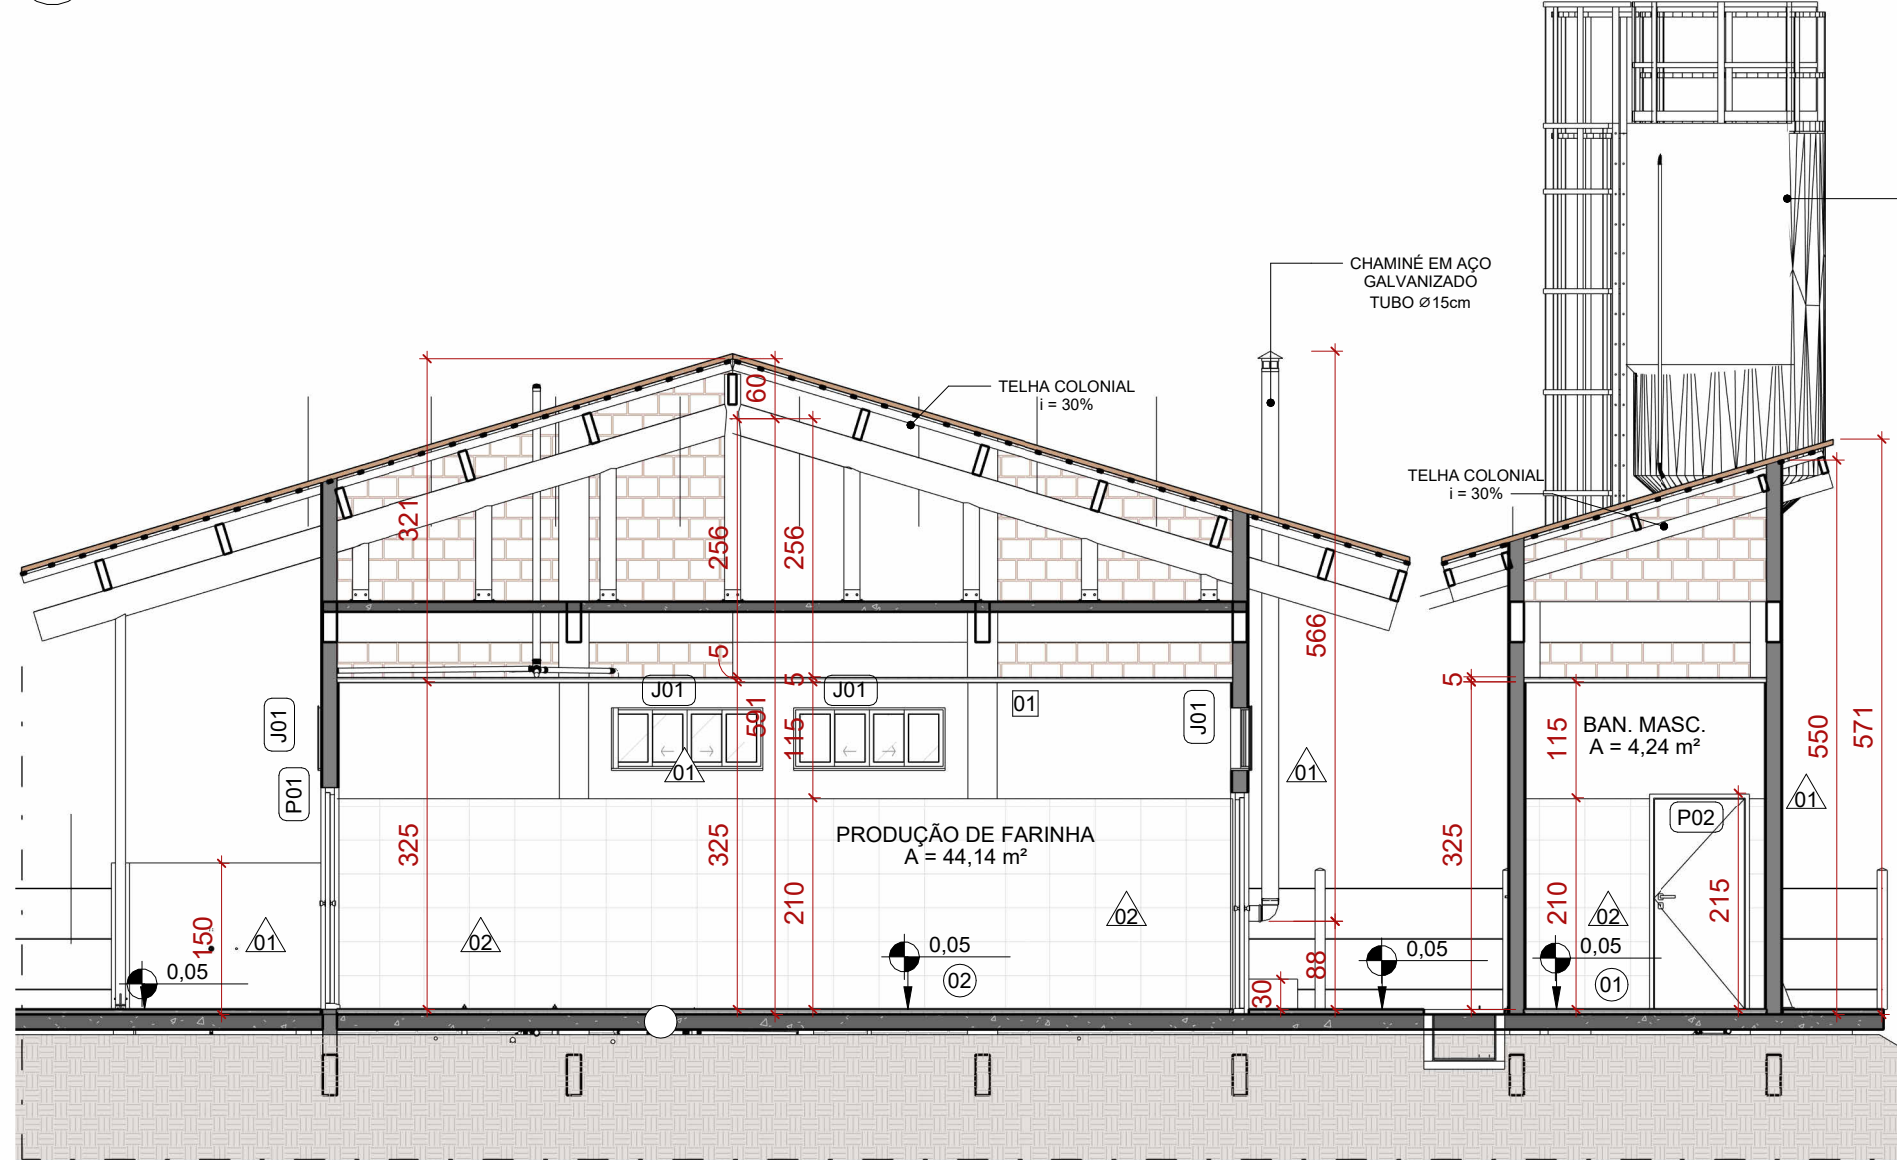 CHAMINÉ EM AÇO
GALVANIZADO
TUBO Ø15cm
TELHA COLONIAL
i = 30%
TELHA COLONIAL
i = 30%
60
321
256
256
566
5
5
5
J01
J01
01
J01
J01
P01
591
115
01
01
BAN. MASC.
A = 4,24 m²
115
550
571
01
P02
PRODUÇÃO DE FARINHA
A = 44,14 m²
325
325
325
210
210
215
150
01
02
02
02
0,05
0,05
0,05
0,05
02
01
88
30